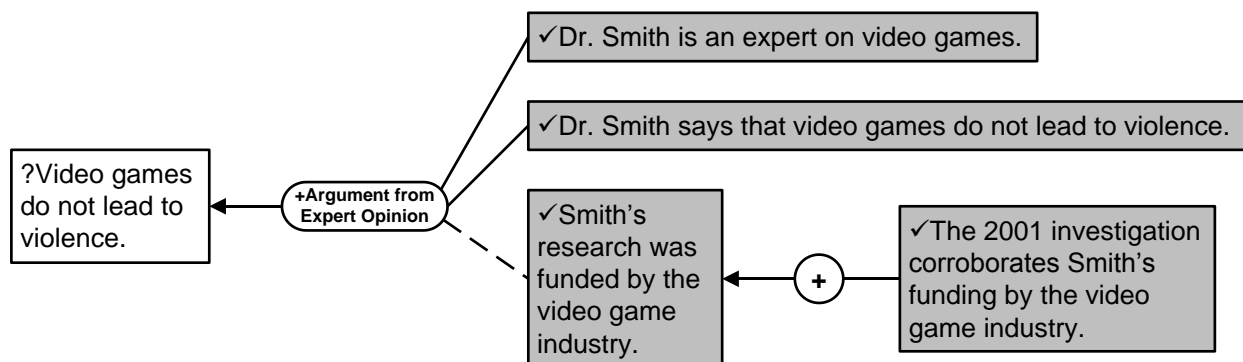 ✓Dr. Smith is an expert on video games.
✓Dr. Smith says that video games do not lead to violence.
?Video games
do not lead to
violence.
+Argument from
Expert Opinion
✓Smith’s
research was
funded by the
video game
industry.
+
✓The 2001 investigation
corroborates Smith’s
funding by the video
game industry.